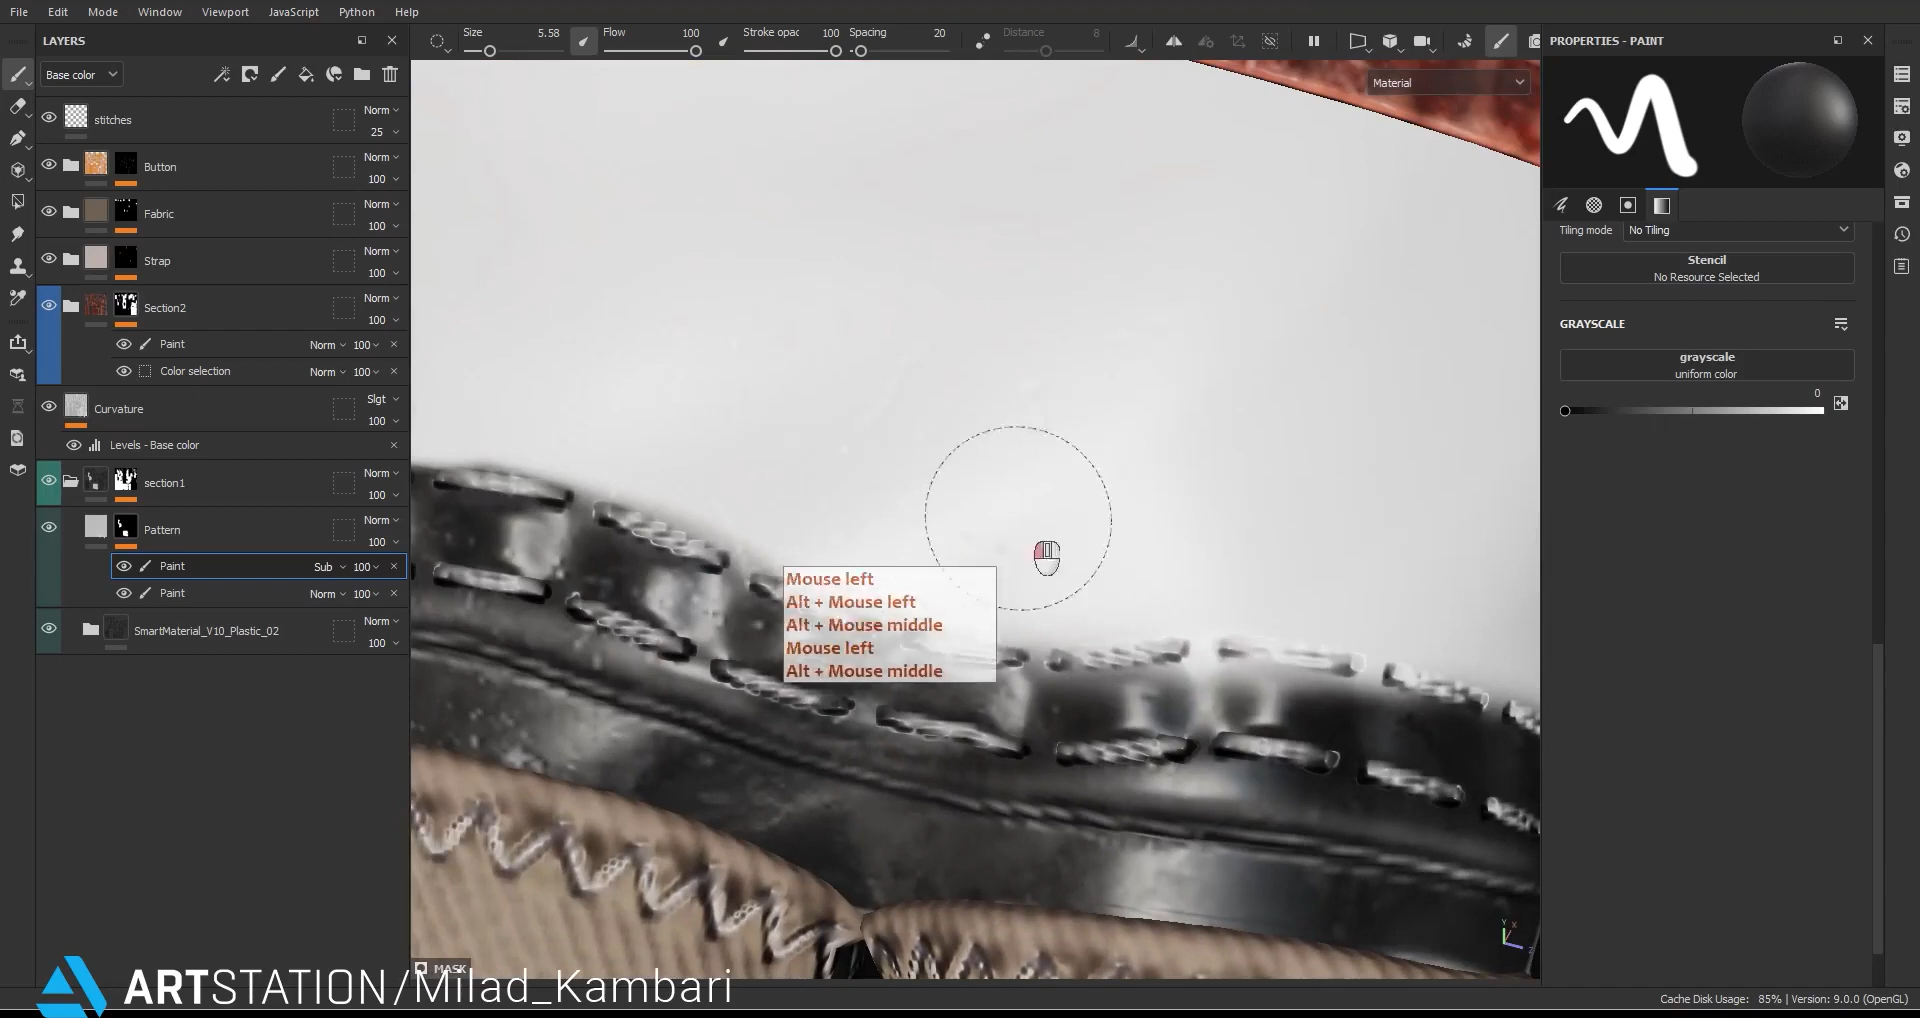 File Edit Mode Window Viewport JavaScript Python Help
LAYERS
Size 5.58 Flow 100 Stroke opac 100 Spacing 20 Distance 8
PROPERTIES - PAINT
Base color
Material
stitches Norm 25
Button Norm 100
Fabric Norm 100
Strap Norm 100
Section2 Norm 100
Paint Norm 100
Color selection Norm 100
Curvature Slgt 100
Levels - Base color
section1 Norm 100
Pattern Norm 100
Paint Sub 100
Paint Norm 100
SmartMaterial_V10_Plastic_02 Norm 100
Mouse left
Alt + Mouse left
Alt + Mouse middle
Mouse left
Alt + Mouse middle
Tiling mode No Tiling
Stencil
No Resource Selected
GRAYSCALE
grayscale
uniform color
0
Y X Z
MASK
ARTSTATION/Milad_Kambari
Cache Disk Usage: 85% | Version: 9.0.0 (OpenGL)